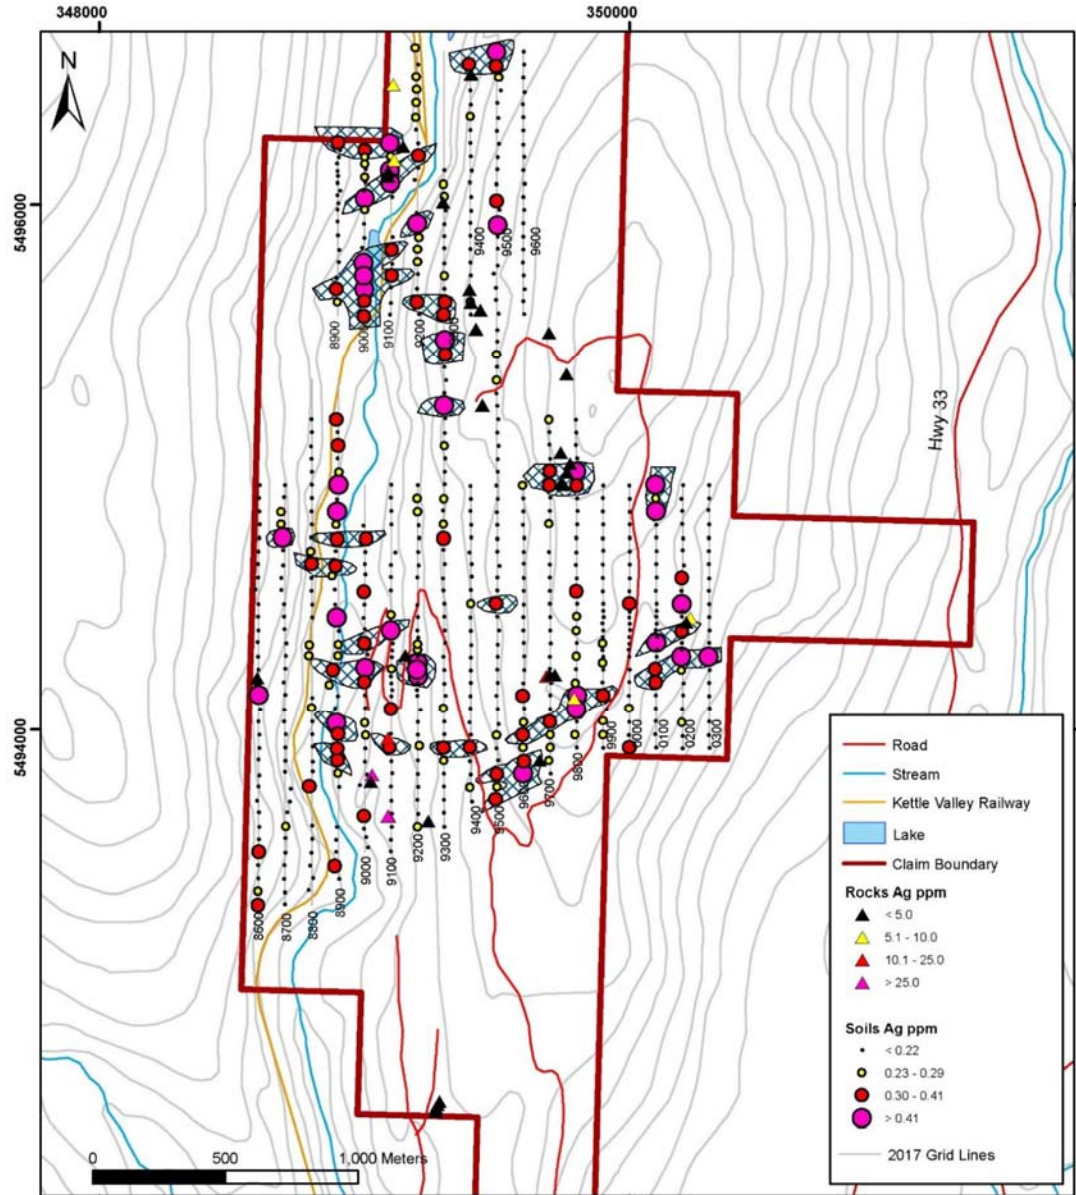 348000 350000
N
5496000
9400 9500 9600
8900 9000 9100 9200
Hwy 33
9900 0000 0100 0200 0300
9400 9500 9600 9700 9800
9000 9100 9200 9300
8600 8700 8800 8900
5494000
Road
Stream
Kettle Valley Railway
Lake
Claim Boundary
Rocks Ag ppm
< 5.0
5.1 - 10.0
10.1 - 25.0
> 25.0
Soils Ag ppm
< 0.22
0.23 - 0.29
0.30 - 0.41
> 0.41
2017 Grid Lines
0 500 1,000 Meters